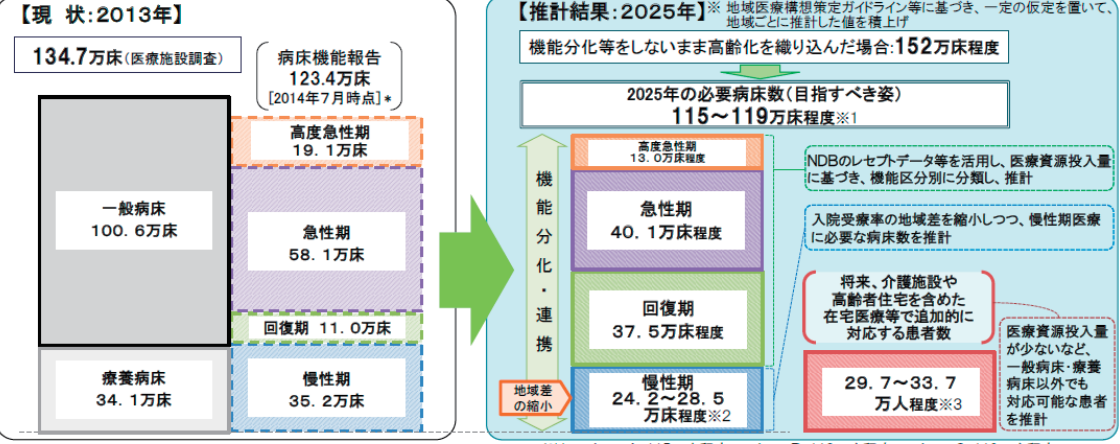 【現 状:2013年】
134.7万床(医療施設調査)
病床機能報告
123.4万床
[2014年7月時点]*
一般病床
100.6万床
療養病床
34.1万床
高度急性期
19.1万床
急性期
58.1万床
回復期 11.0万床
慢性期
35.2万床
【推計結果:2025年】※ 地域医療構想策定ガイドライン等に基づき、一定の仮定を置いて、
地域ごとに推計した値を積上げ
機能分化等をしないまま高齢化を織り込んだ場合:152万床程度
2025年の必要病床数(目指すべき姿)
115～119万床程度※1
機能分化・連携
地域差
の縮小
高度急性期
13.0万床程度
急性期
40.1万床程度
回復期
37.5万床程度
慢性期
24.2～28.5
万床程度※2
NDBのレセプトデータ等を活用し、医療資源投入量
に基づき、機能区分別に分類し、推計
入院受療率の地域差を縮小しつつ、慢性期医療
に必要な病床数を推計
将来、介護施設や
高齢者住宅を含めた
在宅医療等で追加的に
対応する患者数
29.7～33.7
万人程度※3
医療資源投入量
が少ないなど、
一般病床・療養
病床以外でも
対応可能な患者
を推計